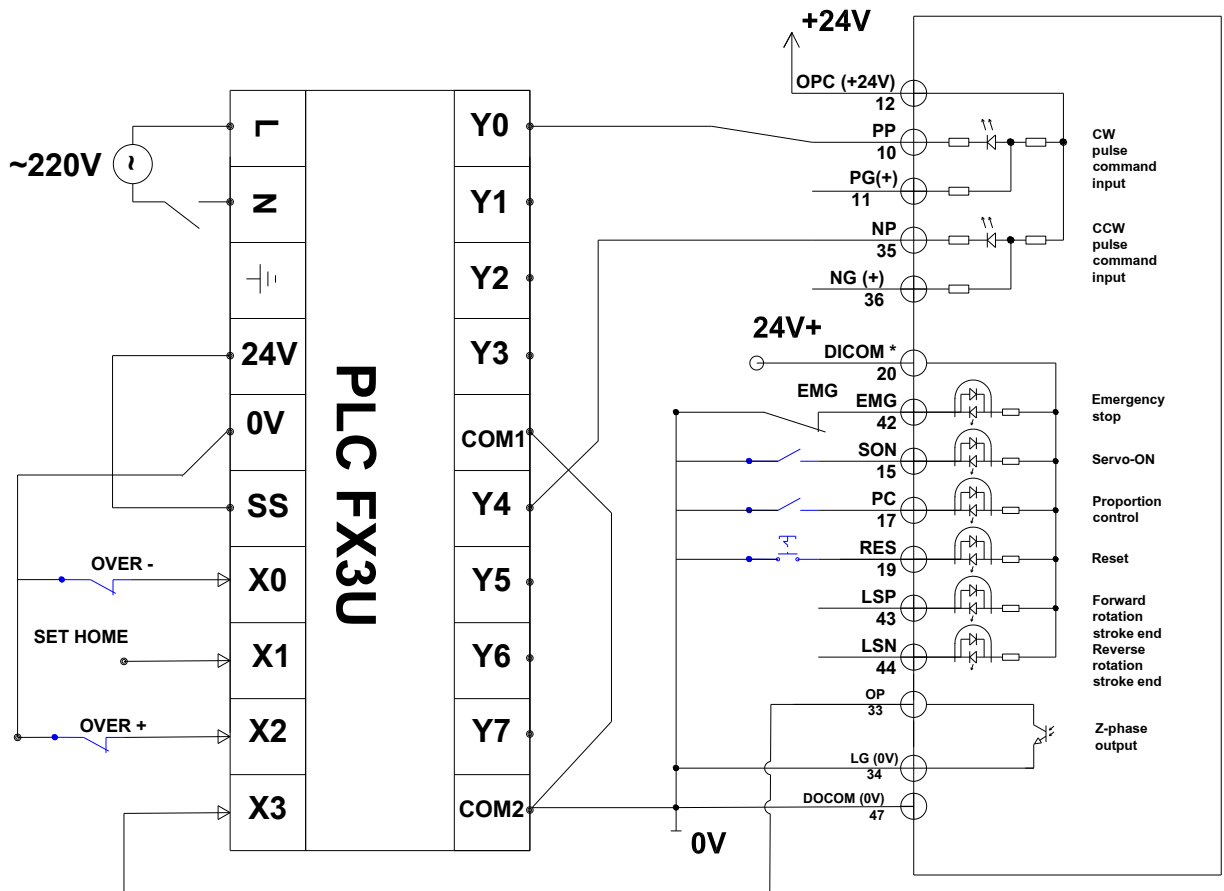 ~220V
~
L
N
24V
0V
SS
X0
X1
X2
X3
OVER -
SET HOME
OVER +
PLC FX3U
Y0
Y1
Y2
Y3
COM1
Y4
Y5
Y6
Y7
COM2
+24V
OPC (+24V)
12
PP
10
PG(+)
11
NP
35
NG (+)
36
CW
pulse
command
input
CCW
pulse
command
input
24V+
DICOM *
20
EMG
EMG
42
SON
15
PC
17
RES
19
LSP
43
LSN
44
OP
33
LG (0V)
34
DOCOM (0V)
47
0V
Emergency
stop
Servo-ON
Proportion
control
Reset
Forward
rotation
stroke end
Reverse
rotation
stroke end
Z-phase
output